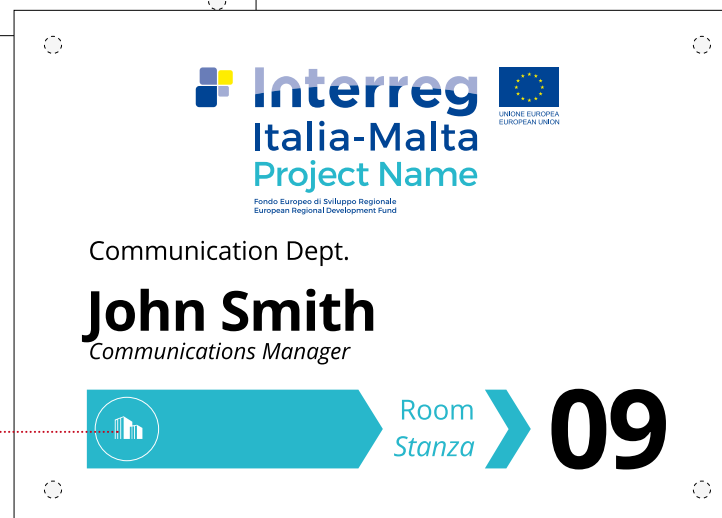 Interreg
UNIONE EUROPEA
EUROPEAN UNION
Italia-Malta
Project Name
Fondo Europeo di Sviluppo Regionale
European Regional Development Fund
Communication Dept.
John Smith
Communications Manager
Room
Stanza
09